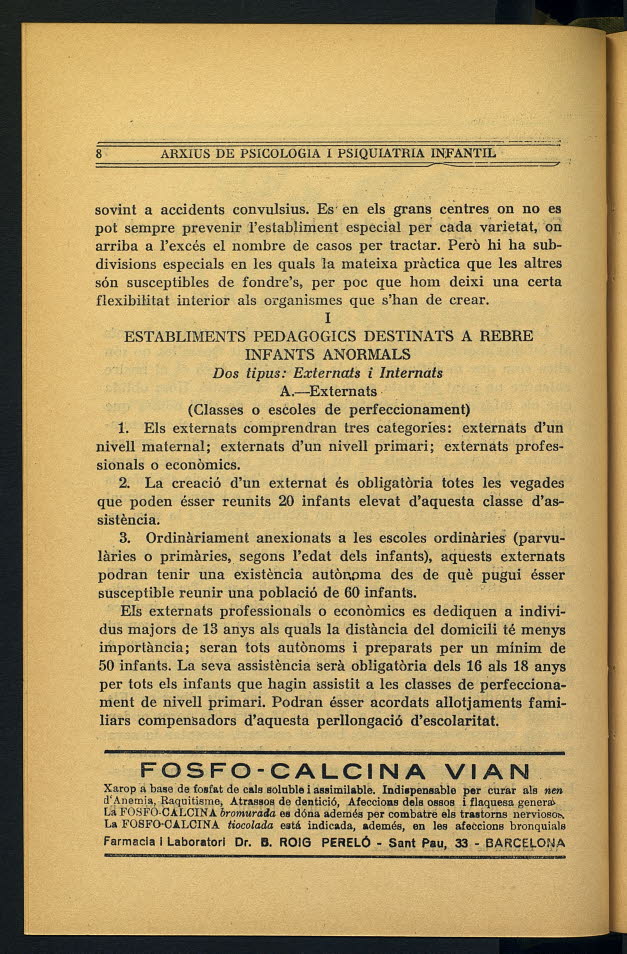 8 ARXIUS DE PSICOLOGIA I PSIQUIATRIA INFANTIL
sovint a accidents convulsius. Es en els grans centres on no es
pot sempre prevenir l'establiment especial per cada varietat, on
arriba a l'excés el nombre de casos per tractar. Però hi ha sub-
divisions especials en les quals la mateixa pràctica que les altres
són susceptibles de fondre's, per poc que hom deixi una certa
flexibilitat interior als organismes que s'han de crear.
I
ESTABLIMENTS PEDAGOGICS DESTINATS A REBRE
INFANTS ANORMALS
Dos tipus: Externats i Internats
A.—Externats
(Classes o escoles de perfeccionament)
1. Els externats comprendran tres categories: externats d'un
nivell maternal; externats d'un nivell primari; externats profes-
sionals o econòmics.
2. La creació d'un externat és obligatòria totes les vegades
que poden ésser reunits 20 infants elevat d'aquesta classe d'as-
sistència.
3. Ordinàriament anexionats a les escoles ordinàries (parvu-
làries o primàries, segons l'edat dels infants), aquests externats
podran tenir una existència autònoma des de què pugui ésser
susceptible reunir una població de 60 infants.
Els externats professionals o econòmics es dediquen a indivi-
dus majors de 13 anys als quals la distància del domicili té menys
importància; seran tots autònoms i preparats per un mínim de
50 infants. La seva assistència serà obligatòria dels 16 als 18 anys
per tots els infants que hagin assistit a les classes de perfecciona-
ment de nivell primari. Podran ésser acordats allotjaments fami-
liars compensadors d'aquesta perllongació d'escolaritat.
FOSFO-CALCINA VIAN
Xarop a base de fosfat de cals soluble i assimilable. Indispensable per curar als nen
d'Anemia, Raquitisme, Atrassos de dentició, Afeccions dels ossos i flaquesa general
La FOSFO-CALCINA bromurada es dóna ademés per combatre els trastorns nerviosos.
La FOSFO-CALCINA tiocolada està indicada, ademés, en les afeccions bronquials
Farmacia i Laboratori Dr. B. ROIG PERELÓ - Sant Pau, 33 - BARCELONA